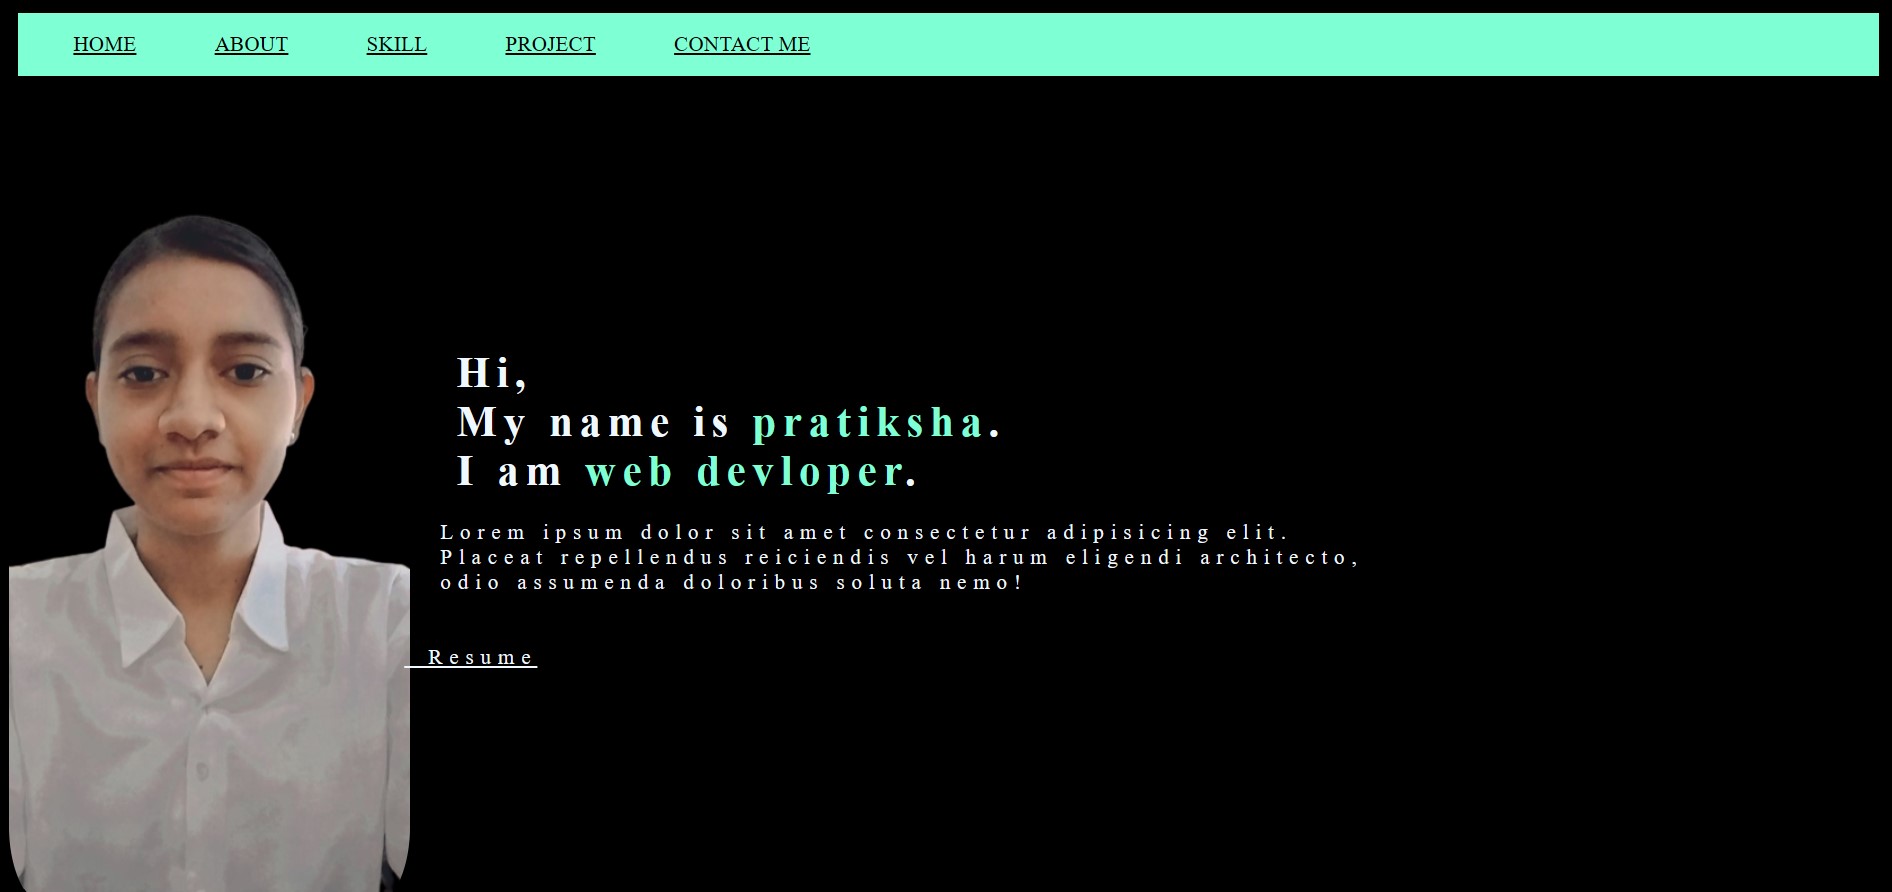 HOME ABOUT SKILL PROJECT CONTACT ME
Hi,
My name is pratiksha.
I am web devloper.
Lorem ipsum dolor sit amet consectetur adipisicing elit.
Placeat repellendus reiciendis vel harum eligendi architecto,
odio assumenda doloribus soluta nemo!
Resume